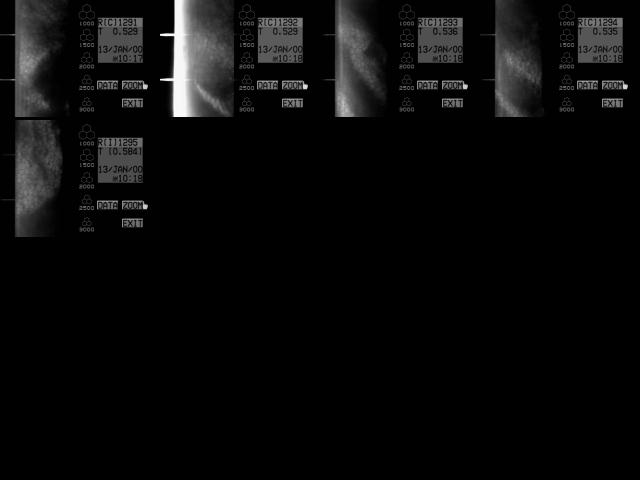 1000
1500
2000
2500
3000
R(C)1291
T 0.529
13/JAN/00
10:17
DATA ZOOM
EXIT
1000
1500
2000
2500
3000
R(C)1292
T 0.529
13/JAN/00
10:18
DATA ZOOM
EXIT
1000
1500
2000
2500
3000
R(C)1293
T 0.536
13/JAN/00
10:18
DATA ZOOM
EXIT
1000
1500
2000
2500
3000
R(C)1294
T 0.535
13/JAN/00
10:18
DATA ZOOM
EXIT
1000
1500
2000
2500
3000
R(I)1295
T (0.584)
13/JAN/00
10:18
DATA ZOOM
EXIT